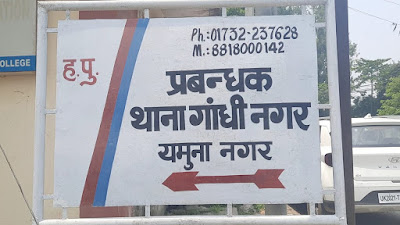 COLLEGE
Ph.:01732-237628
M.:8818000142
ह.पु.
प्रबन्धक
थाना गांधी नगर
यमुना नगर